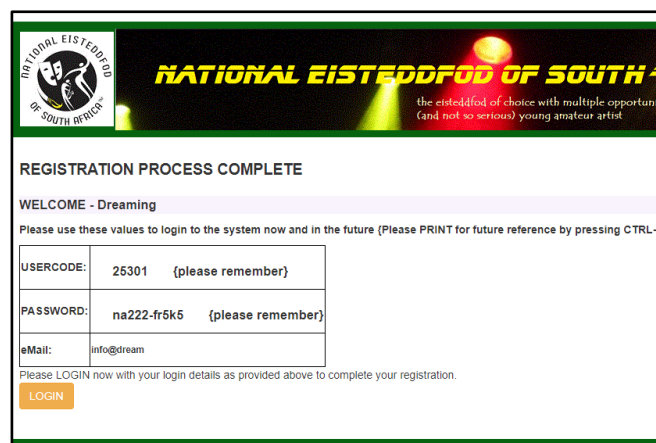 NATIONAL EISTEDDFOD
OF SOUTH AFRICA
NATIONAL EISTEDDFOD OF SOUTH
the eisteddfod of choice with multiple
(and not so serious) young amateur artist
REGISTRATION PROCESS COMPLETE
WELCOME - Dreaming
Please use these values to login to the system now and in the future {Please PRINT for future reference by pressing CTRL-
USERCODE: 25301 {please remember}
PASSWORD: na222-fr5k5 {please remember}
eMail: info@dream
Please LOGIN now with your login details as provided above to complete your registration.
LOGIN